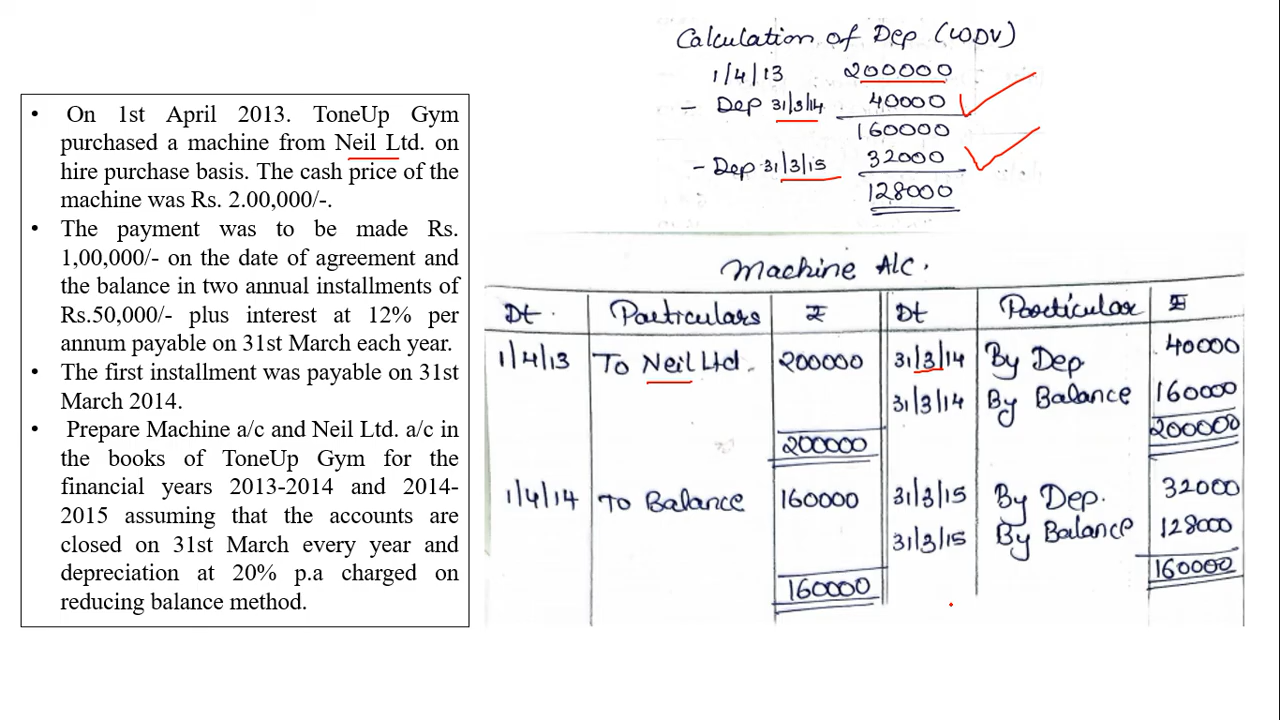 • On 1st April 2013. ToneUp Gym
purchased a machine from Neil Ltd. on
hire purchase basis. The cash price of the
machine was Rs. 2.00,000/-.
• The payment was to be made Rs.
1,00,000/- on the date of agreement and
the balance in two annual installments of
Rs.50,000/- plus interest at 12% per
annum payable on 31st March each year.
• The first installment was payable on 31st
March 2014.
• Prepare Machine a/c and Neil Ltd. a/c in
the books of ToneUp Gym for the
financial years 2013-2014 and 2014-
2015 assuming that the accounts are
closed on 31st March every year and
depreciation at 20% p.a charged on
reducing balance method.
Calculation of Dep (WDV)
1/4/13 200000
- Dep 31/3/14 40000
160000
- Dep 31/3/15 32000
128000
Machine A/c.
Dt. Particulars ₹ Dt Particular ₹
1/4/13 To Neil Ltd. 200000 31/3/14 By Dep 40000
31/3/14 By Balance 160000
200000 200000
1/4/14 To Balance 160000 31/3/15 By Dep. 32000
31/3/15 By Balance 128000
160000 160000